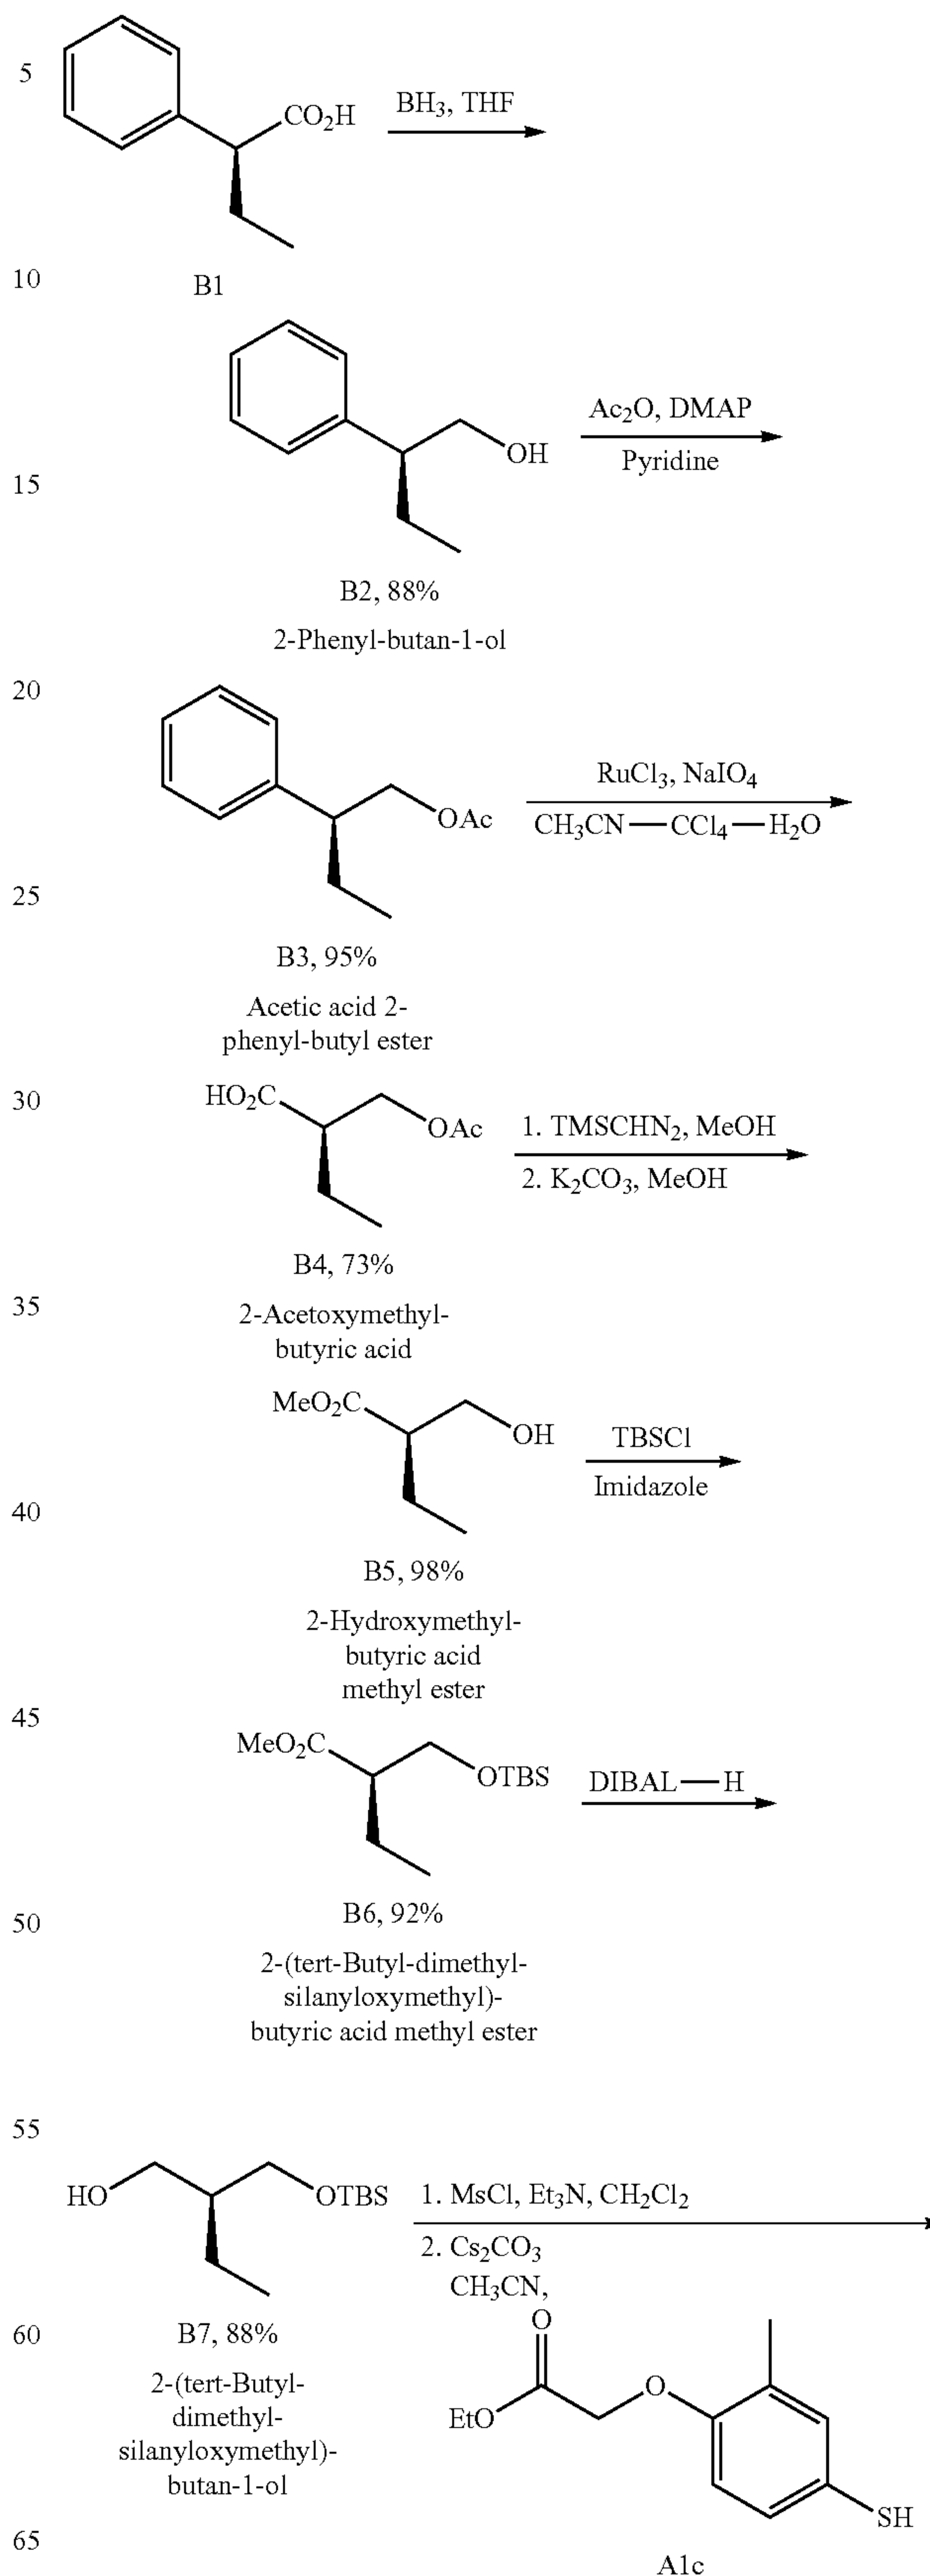 5
CO₂H
BH₃, THF
10
B1
Ac₂O, DMAP
OH
Pyridine
15
B2, 88%
2-Phenyl-butan-1-ol
20
RuCl₃, NaIO₄
OAc
CH₃CN—CCl₄—H₂O
25
B3, 95%
Acetic acid 2-
phenyl-butyl ester
30
HO₂C
OAc
1. TMSCHN₂, MeOH
2. K₂CO₃, MeOH
B4, 73%
35
2-Acetoxymethyl-
butyric acid
MeO₂C
OH
TBSCl
Imidazole
40
B5, 98%
2-Hydroxymethyl-
butyric acid
methyl ester
45
MeO₂C
OTBS
DIBAL—H
B6, 92%
50
2-(tert-Butyl-dimethyl-
silanyloxymethyl)-
butyric acid methyl ester
55
HO
OTBS
1. MsCl, Et₃N, CH₂Cl₂
2. Cs₂CO₃
CH₃CN,
60
B7, 88%
2-(tert-Butyl-
dimethyl-
silanyloxymethyl)-
butan-1-ol
O
O
EtO
SH
65
A1c